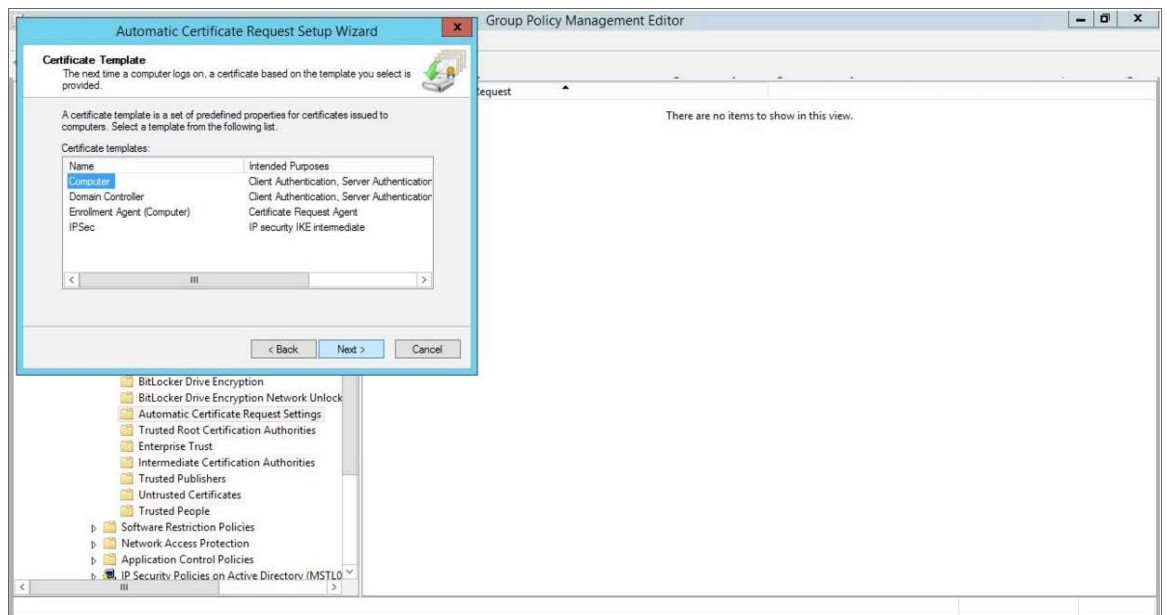 Automatic Certificate Request Setup Wizard
x
Group Policy Management Editor
x
Certificate Template
The next time a computer logs on, a certificate based on the template you select is
provided.
A certificate template is a set of predefined properties for certificates issued to
computers. Select a template from the following list.
Certificate templates:
Name Intended Purposes
Computer Client Authentication, Server Authentication
Domain Controller Client Authentication, Server Authentication
Enrollment Agent (Computer) Certificate Request Agent
IPSec IP security IKE intermediate
< Back Next > Cancel
Request
There are no items to show in this view.
BitLocker Drive Encryption
BitLocker Drive Encryption Network Unlock
Automatic Certificate Request Settings
Trusted Root Certification Authorities
Enterprise Trust
Intermediate Certification Authorities
Trusted Publishers
Untrusted Certificates
Trusted People
Software Restriction Policies
Network Access Protection
Application Control Policies
IP Security Policies on Active Directory (MSTL0